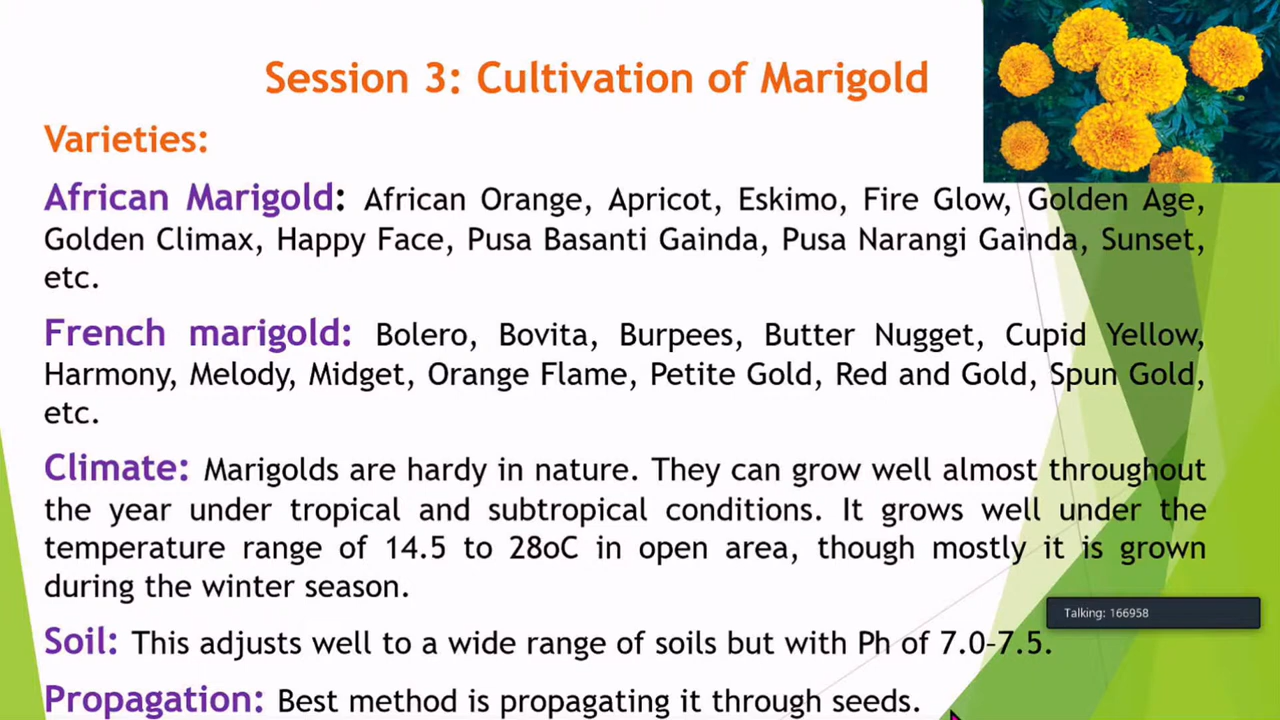 Session 3: Cultivation of Marigold
Varieties:
African Marigold: African Orange, Apricot, Eskimo, Fire Glow, Golden Age,
Golden Climax, Happy Face, Pusa Basanti Gainda, Pusa Narangi Gainda, Sunset,
etc.
French marigold: Bolero, Bovita, Burpees, Butter Nugget, Cupid Yellow,
Harmony, Melody, Midget, Orange Flame, Petite Gold, Red and Gold, Spun Gold,
etc.
Climate: Marigolds are hardy in nature. They can grow well almost throughout
the year under tropical and subtropical conditions. It grows well under the
temperature range of 14.5 to 28oC in open area, though mostly it is grown
during the winter season.
Talking: 166958
Soil: This adjusts well to a wide range of soils but with Ph of 7.0–7.5.
Propagation: Best method is propagating it through seeds.